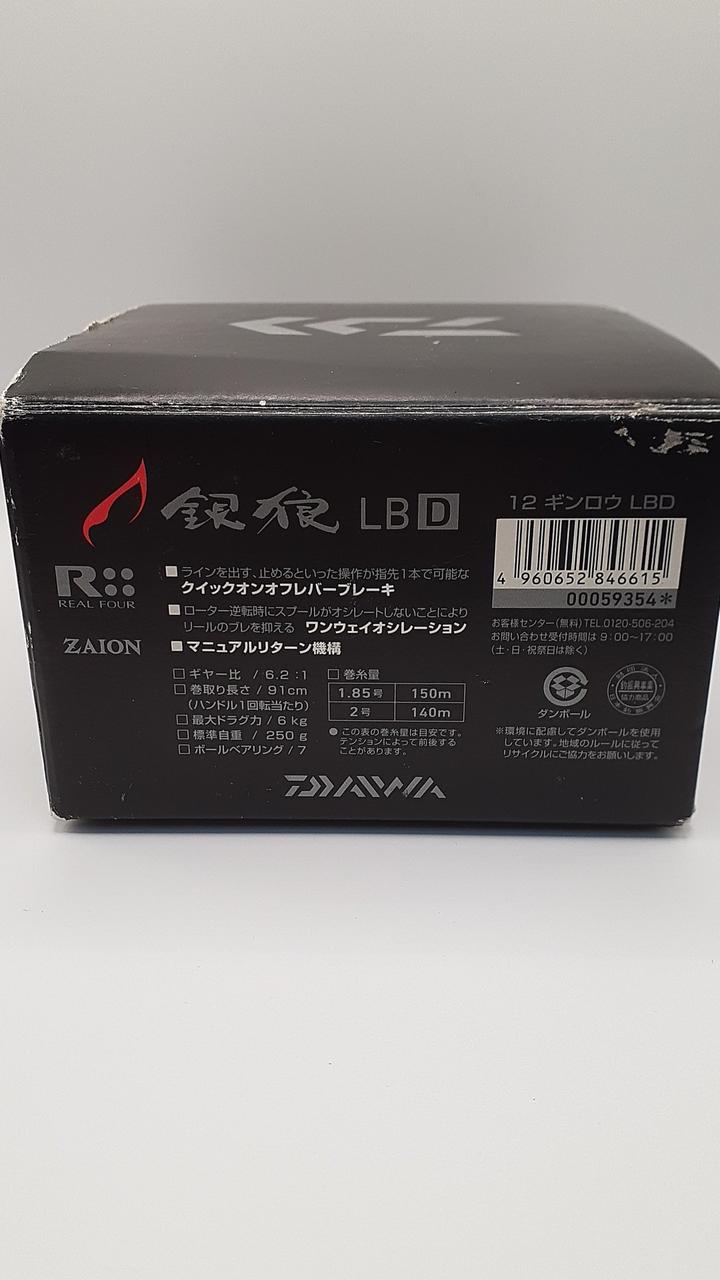 銀狼 LBD
R
REAL FOUR
ZAION
■ラインを出す、止めるといった操作が指先1本で可能な
クイックオンオフレバーブレーキ
■ローター逆転時にスプールがオシレートしないことにより
リールのブレを抑える ワンウェイオシレーション
■マニュアルリターン機構
□ギヤー比 / 6.2:1
□巻取り長さ / 91cm
(ハンドル1回転当たり)
□最大ドラグ力 / 6 kg
□標準自重 / 250 g
□ボールベアリング / 7
□巻糸量
1.85号 150m
2号 140m
●この表の巻糸量は目安です。
テンションによって前後する
ことがあります。
12 ギンロウ LBD
4 960652 846615
00059354*
お客様センター(無料)TEL.0120-506-204
お問い合わせ受付時間は 9:00~17:00
(土・日・祝祭日は除く)
ダンボール
協力商品
※環境に配慮してダンボールを使用
しています。地域のルールに従って
リサイクルにご協力をお願いします。
DAIWA